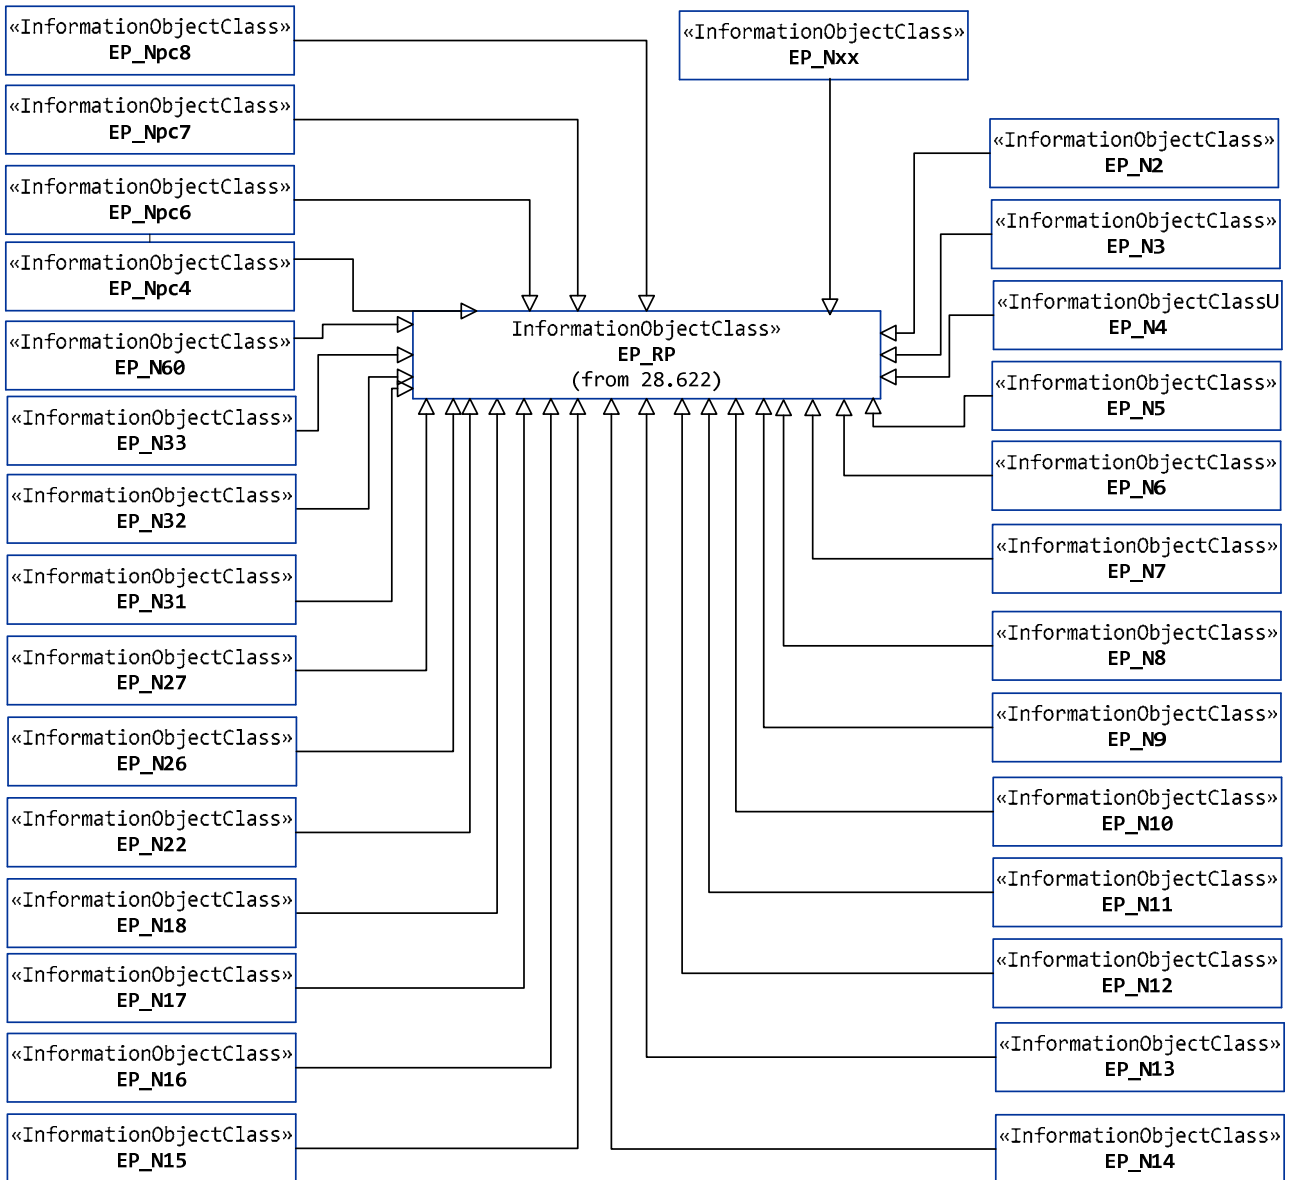 «InformationObjectClass»
EP_Npc8
«InformationObjectClass»
EP_Nxx
«InformationObjectClass»
EP_Npc7
«InformationObjectClass»
EP_N2
«InformationObjectClass»
EP_Npc6
«InformationObjectClass»
EP_N3
«InformationObjectClass»
EP_Npc4
«InformationObjectClassU
EP_N4
InformationObjectClass»
EP_RP
(from 28.622)
«InformationObjectClass»
EP_N60
«InformationObjectClass»
EP_N5
«InformationObjectClass»
EP_N33
«InformationObjectClass»
EP_N6
«InformationObjectClass»
EP_N32
«InformationObjectClass»
EP_N7
«InformationObjectClass»
EP_N31
«InformationObjectClass»
EP_N8
«InformationObjectClass»
EP_N27
«InformationObjectClass»
EP_N9
«InformationObjectClass»
EP_N26
«InformationObjectClass»
EP_N10
«InformationObjectClass»
EP_N22
«InformationObjectClass»
EP_N11
«InformationObjectClass»
EP_N18
«InformationObjectClass»
EP_N12
«InformationObjectClass»
EP_N17
«InformationObjectClass»
EP_N13
«InformationObjectClass»
EP_N16
«InformationObjectClass»
EP_N15
«InformationObjectClass»
EP_N14